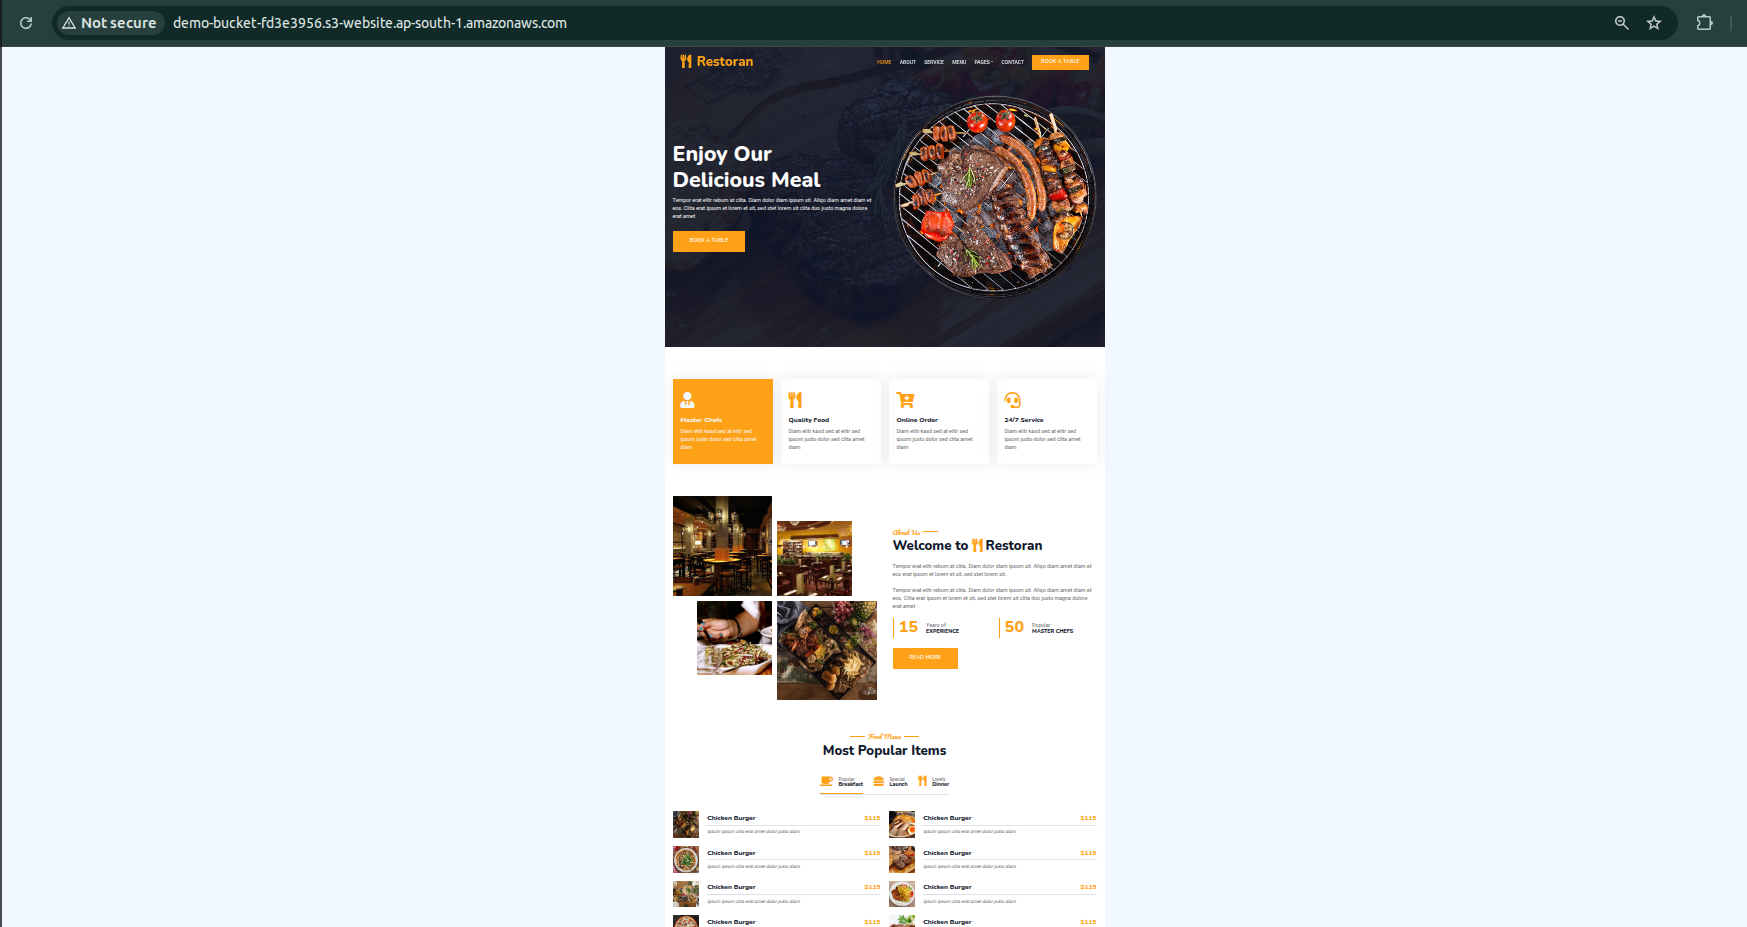 Not secure
demo-bucket-fd3e3956.s3-website.ap-south-1.amazonaws.com
Restoran
HOME ABOUT SERVICE MENU PAGES CONTACT BOOK A TABLE
Enjoy Our
Delicious Meal
Tempor erat elitr rebum at clita. Diam dolor diam ipsum sit. Aliqu diam amet diam et
eos. Clita erat ipsum et lorem et sit, sed stet lorem sit clita duo justo magna dolore
erat amet
BOOK A TABLE
Master Chefs
Diam elitr kasd sed at elitr sed
ipsum justo dolor sed clita amet
diam
Quality Food
Diam elitr kasd sed at elitr sed
ipsum justo dolor sed clita amet
diam
Online Order
Diam elitr kasd sed at elitr sed
ipsum justo dolor sed clita amet
diam
24/7 Service
Diam elitr kasd sed at elitr sed
ipsum justo dolor sed clita amet
diam
About Us
Welcome to Restoran
Tempor erat elitr rebum at clita. Diam dolor diam ipsum sit. Aliqu diam amet diam et
eos erat ipsum et lorem et sit, sed stet lorem sit.
Tempor erat elitr rebum at clita. Diam dolor diam ipsum sit. Aliqu diam amet diam et
eos. Clita erat ipsum et lorem et sit, sed stet lorem sit clita duo justo magna dolore
erat amet
15
Years of
EXPERIENCE
50
Popular
MASTER CHEFS
READ MORE
Food Menu
Most Popular Items
Popular
Breakfast
Special
Launch
Lovely
Dinner
Chicken Burger $115
Ipsum ipsum clita erat amet dolor justo diam
Chicken Burger $115
Ipsum ipsum clita erat amet dolor justo diam
Chicken Burger $115
Ipsum ipsum clita erat amet dolor justo diam
Chicken Burger $115
Ipsum ipsum clita erat amet dolor justo diam
Chicken Burger $115
Ipsum ipsum clita erat amet dolor justo diam
Chicken Burger $115
Ipsum ipsum clita erat amet dolor justo diam
Chicken Burger $115
Chicken Burger $115